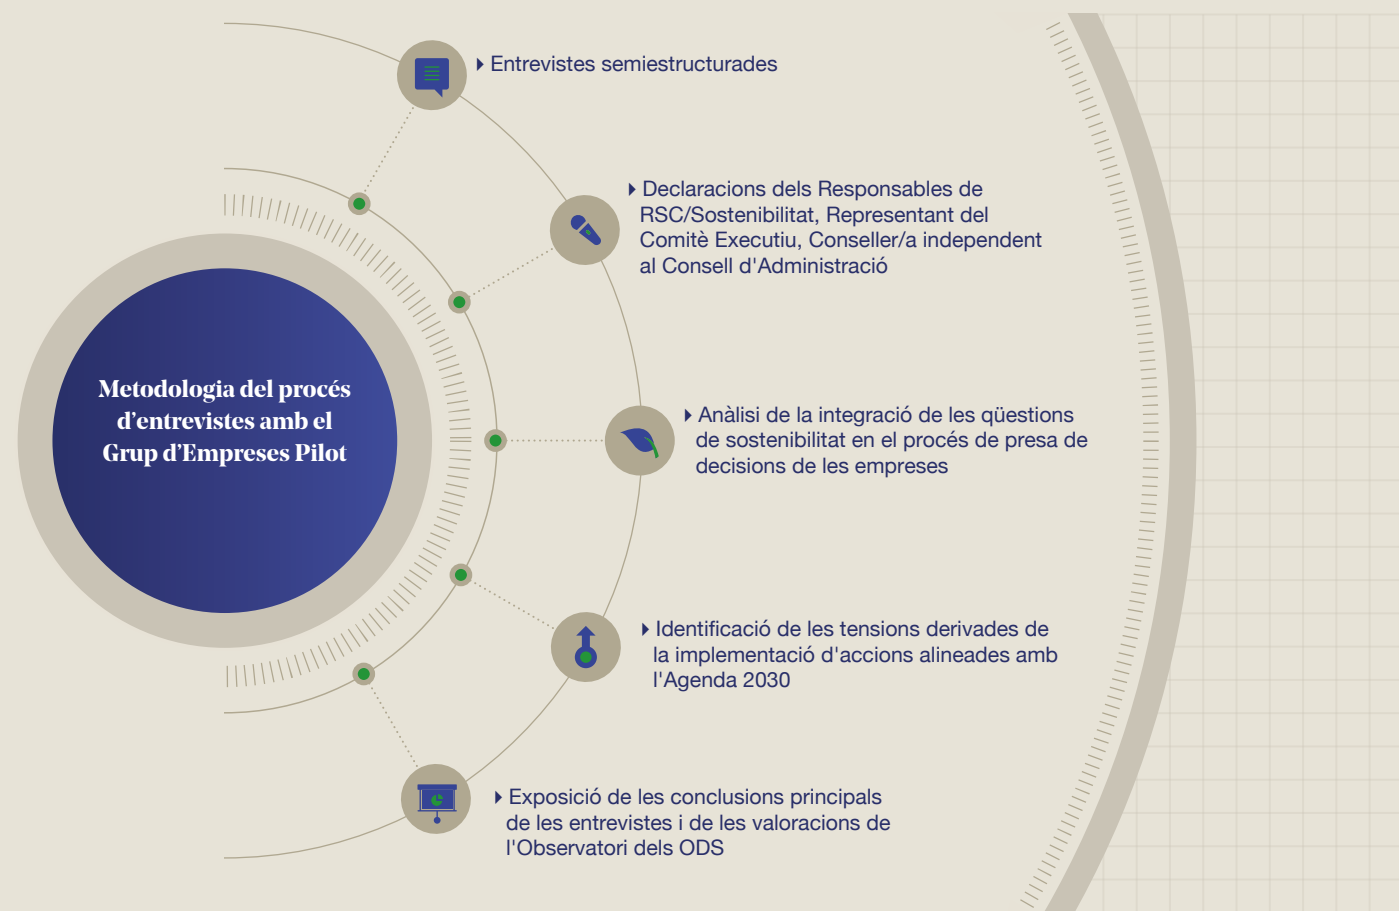 Entrevistes semiestructurades
Declaracions dels Responsables de
RSC/Sostenibilitat, Representant del
Comitè Executiu, Conseller/a independent
al Consell d'Administració
Metodologia del procés
d’entrevistes amb el
Grup d’Empreses Pilot
Anàlisi de la integració de les qüestions
de sostenibilitat en el procés de presa de
decisions de les empreses
Identificació de les tensions derivades de
la implementació d'accions alineades amb
l'Agenda 2030
Exposició de les conclusions principals
de les entrevistes i de les valoracions de
l'Observatori dels ODS